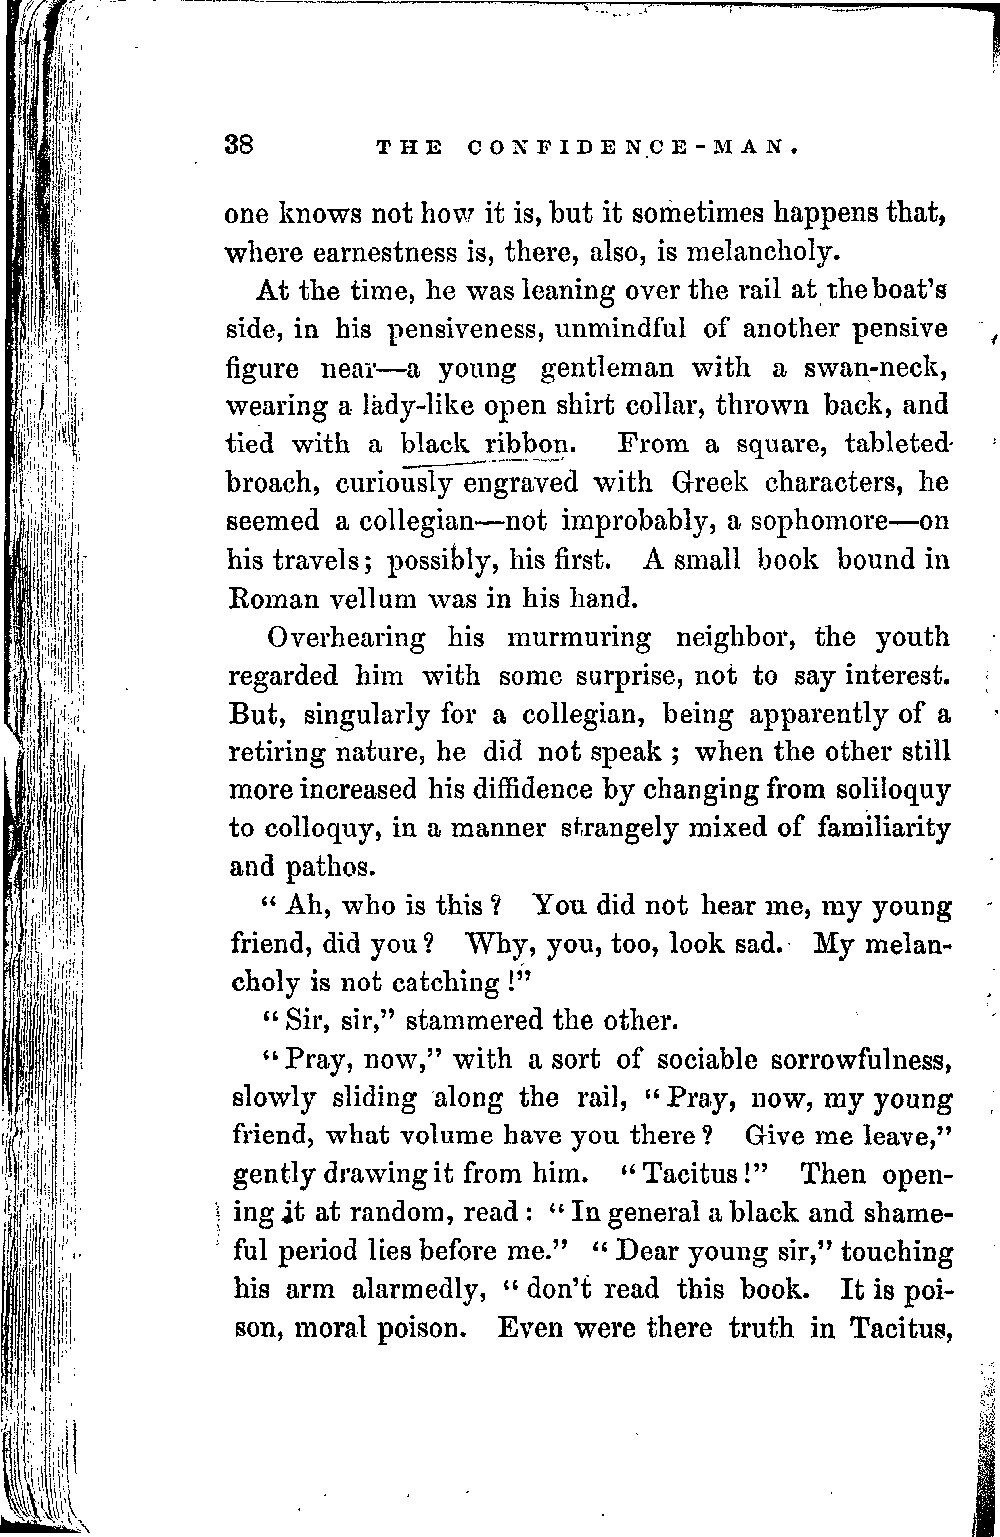 38 THE CONFIDENCE-MAN.
one knows not how it is, but it sometimes happens that,
where earnestness is, there, also, is melancholy.
At the time, he was leaning over the rail at the boat's
side, in his pensiveness, unmindful of another pensive
figure near—a young gentleman with a swan-neck,
wearing a lady-like open shirt collar, thrown back, and
tied with a black ribbon. From a square, tableted
broach, curiously engraved with Greek characters, he
seemed a collegian—not improbably, a sophomore—on
his travels; possibly, his first. A small book bound in
Roman vellum was in his hand.
Overhearing his murmuring neighbor, the youth
regarded him with some surprise, not to say interest.
But, singularly for a collegian, being apparently of a
retiring nature, he did not speak; when the other still
more increased his diffidence by changing from soliloquy
to colloquy, in a manner strangely mixed of familiarity
and pathos.
"Ah, who is this? You did not hear me, my young
friend, did you? Why, you, too, look sad. My melan-
choly is not catching!"
"Sir, sir," stammered the other.
"Pray, now," with a sort of sociable sorrowfulness,
slowly sliding along the rail, "Pray, now, my young
friend, what volume have you there? Give me leave,"
gently drawing it from him. "Tacitus!" Then open-
ing it at random, read: "In general a black and shame-
ful period lies before me." "Dear young sir," touching
his arm alarmedly, "don't read this book. It is poi-
son, moral poison. Even were there truth in Tacitus,